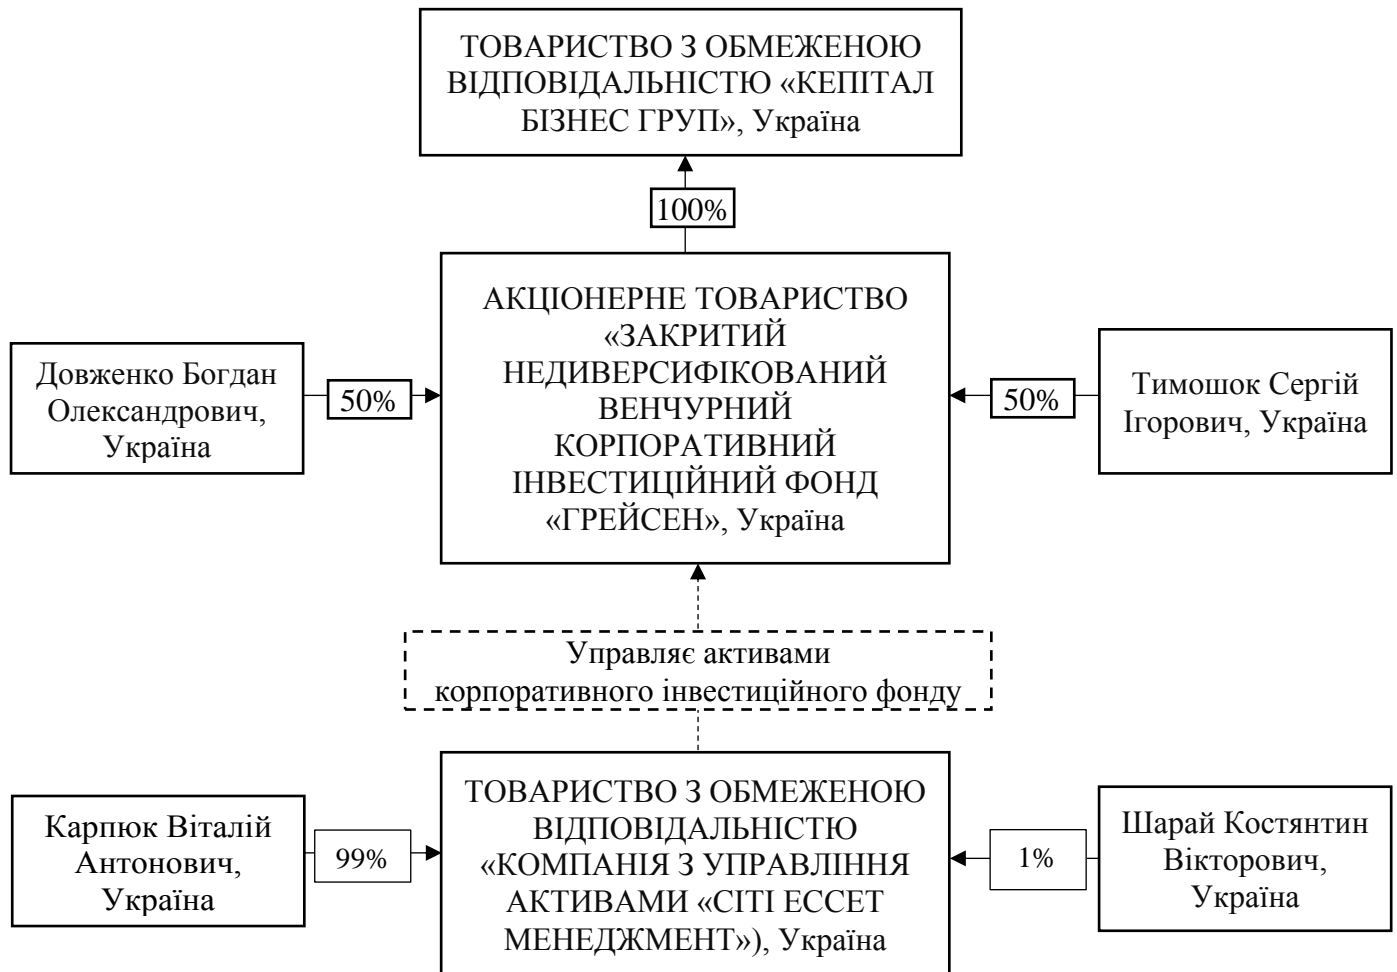 ТОВАРИСТВО З ОБМЕЖЕНОЮ
ВІДПОВІДАЛЬНІСТЮ «КЕПІТАЛ
БІЗНЕС ГРУП», Україна
100%
АКЦІОНЕРНЕ ТОВАРИСТВО
«ЗАКРИТИЙ
НЕДИВЕРСИФІКОВАНИЙ
ВЕНЧУРНИЙ
КОРПОРАТИВНИЙ
ІНВЕСТИЦІЙНИЙ ФОНД
«ГРЕЙСЕН», Україна
Довженко Богдан
Олександрович,
Україна
50%
50%
Тимошок Сергій
Ігорович, Україна
Управляє активами
корпоративного інвестиційного фонду
Карпюк Віталій
Антонович,
Україна
99%
ТОВАРИСТВО З ОБМЕЖЕНОЮ
ВІДПОВІДАЛЬНІСТЮ
«КОМПАНІЯ З УПРАВЛІННЯ
АКТИВАМИ «СІТІ ЕССЕТ
МЕНЕДЖМЕНТ»), Україна
1%
Шарай Костянтин
Вікторович,
Україна